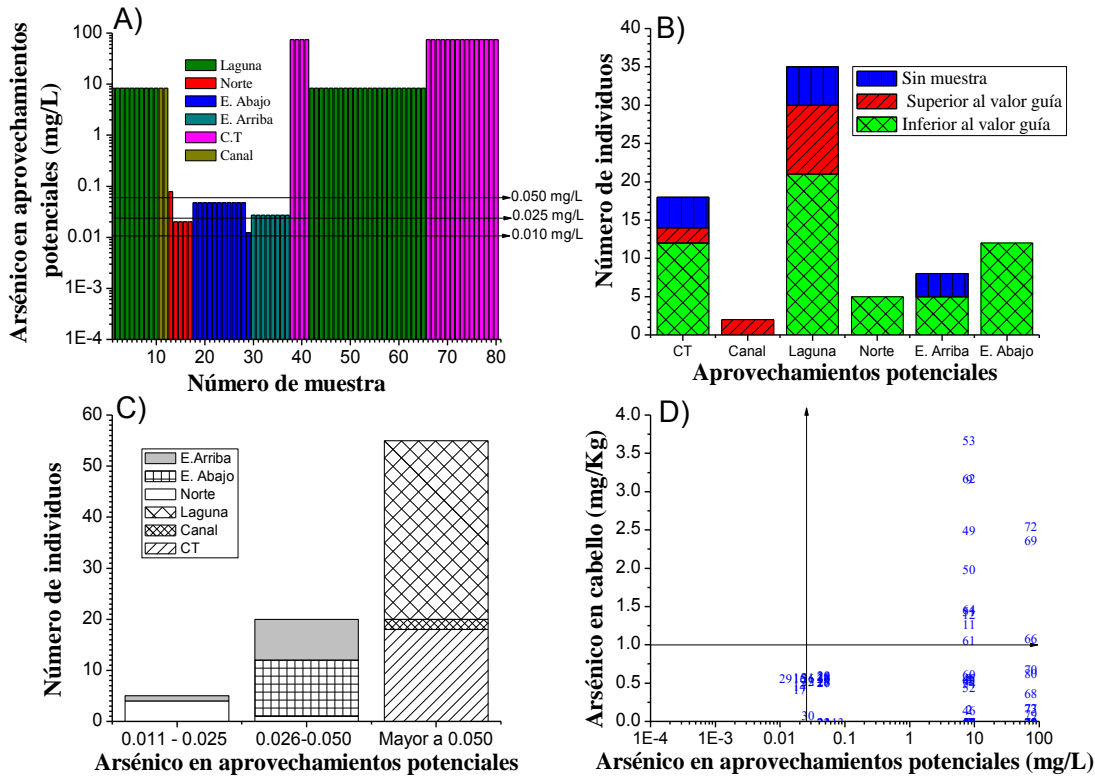 A)
Arsénico en aprovechamientos
potenciales (mg/L)
100
10
1
0.1
0.01
1E-3
1E-4
Laguna
Norte
E. Abajo
E. Arriba
C.T
Canal
0.050 mg/L
0.025 mg/L
0.010 mg/L
10 20 30 40 50 60 70 80
Número de muestra
B)
Número de individuos
40
35
30
25
20
15
10
5
0
Sin muestra
Superior al valor guía
Inferior al valor guía
CT Canal Laguna Norte E. Arriba E. Abajo
Aprovechamientos potenciales
C)
Número de individuos
60
50
40
30
20
10
0
E.Arriba
E. Abajo
Norte
Laguna
Canal
CT
0.011 - 0.025 0.026-0.050 Mayor a 0.050
Arsénico en aprovechamientos potenciales
D)
Arsénico en cabello (mg/Kg)
4.0
3.5
3.0
2.5
2.0
1.5
1.0
0.5
0.0
53
62
49
72
69
50
64
12
11
61
66
60
70
80
52
68
46
29
17
30
1E-4 1E-3 0.01 0.1 1 10 100
Arsénico en aprovechamientos potenciales (mg/L)